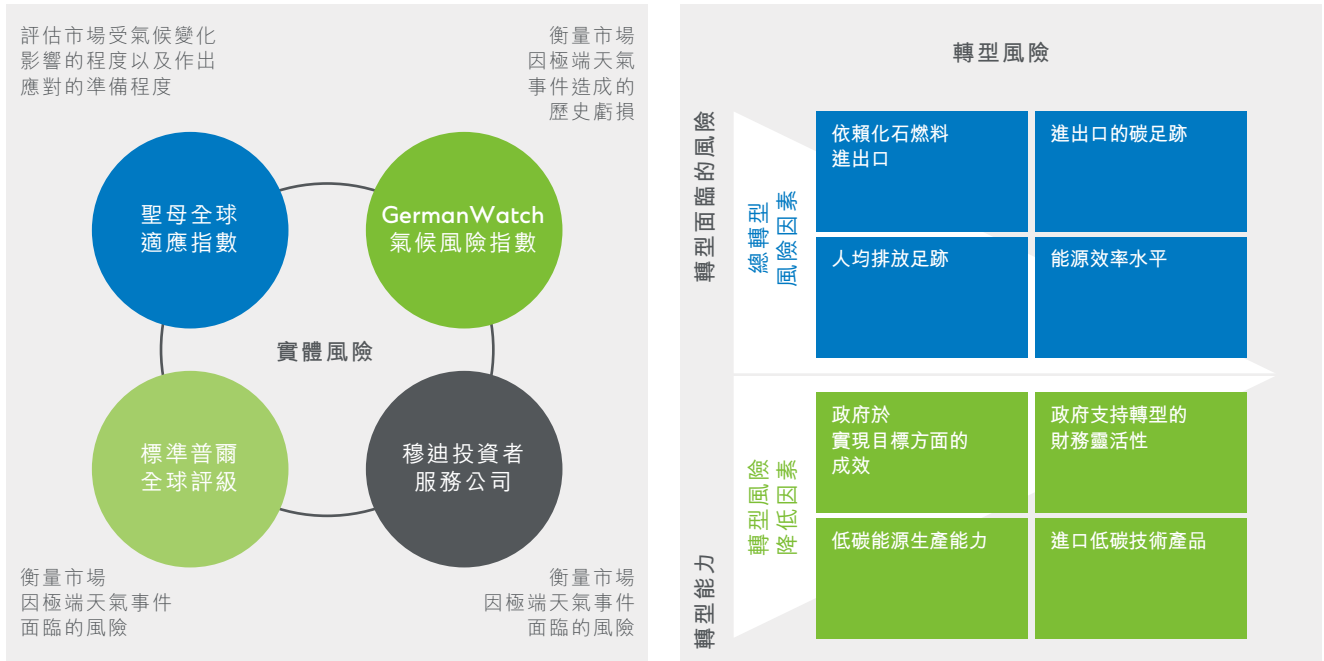 評估市場受氣候變化
影響的程度以及作出
應對的準備程度
衡量市場
因極端天氣
事件造成的
歷史虧損
聖母全球
適應指數
GermanWatch
氣候風險指數
實體風險
標準普爾
全球評級
穆迪投資者
服務公司
衡量市場
因極端天氣事件
面臨的風險
衡量市場
因極端天氣事件
面臨的風險
轉型風險
轉型面臨的風險
總轉型
風險因素
依賴化石燃料
進出口
進出口的碳足跡
人均排放足跡
能源效率水平
轉型能力
轉型風險
降低因素
政府於
實現目標方面的
成效
政府支持轉型的
財務靈活性
低碳能源生產能力
進口低碳技術產品